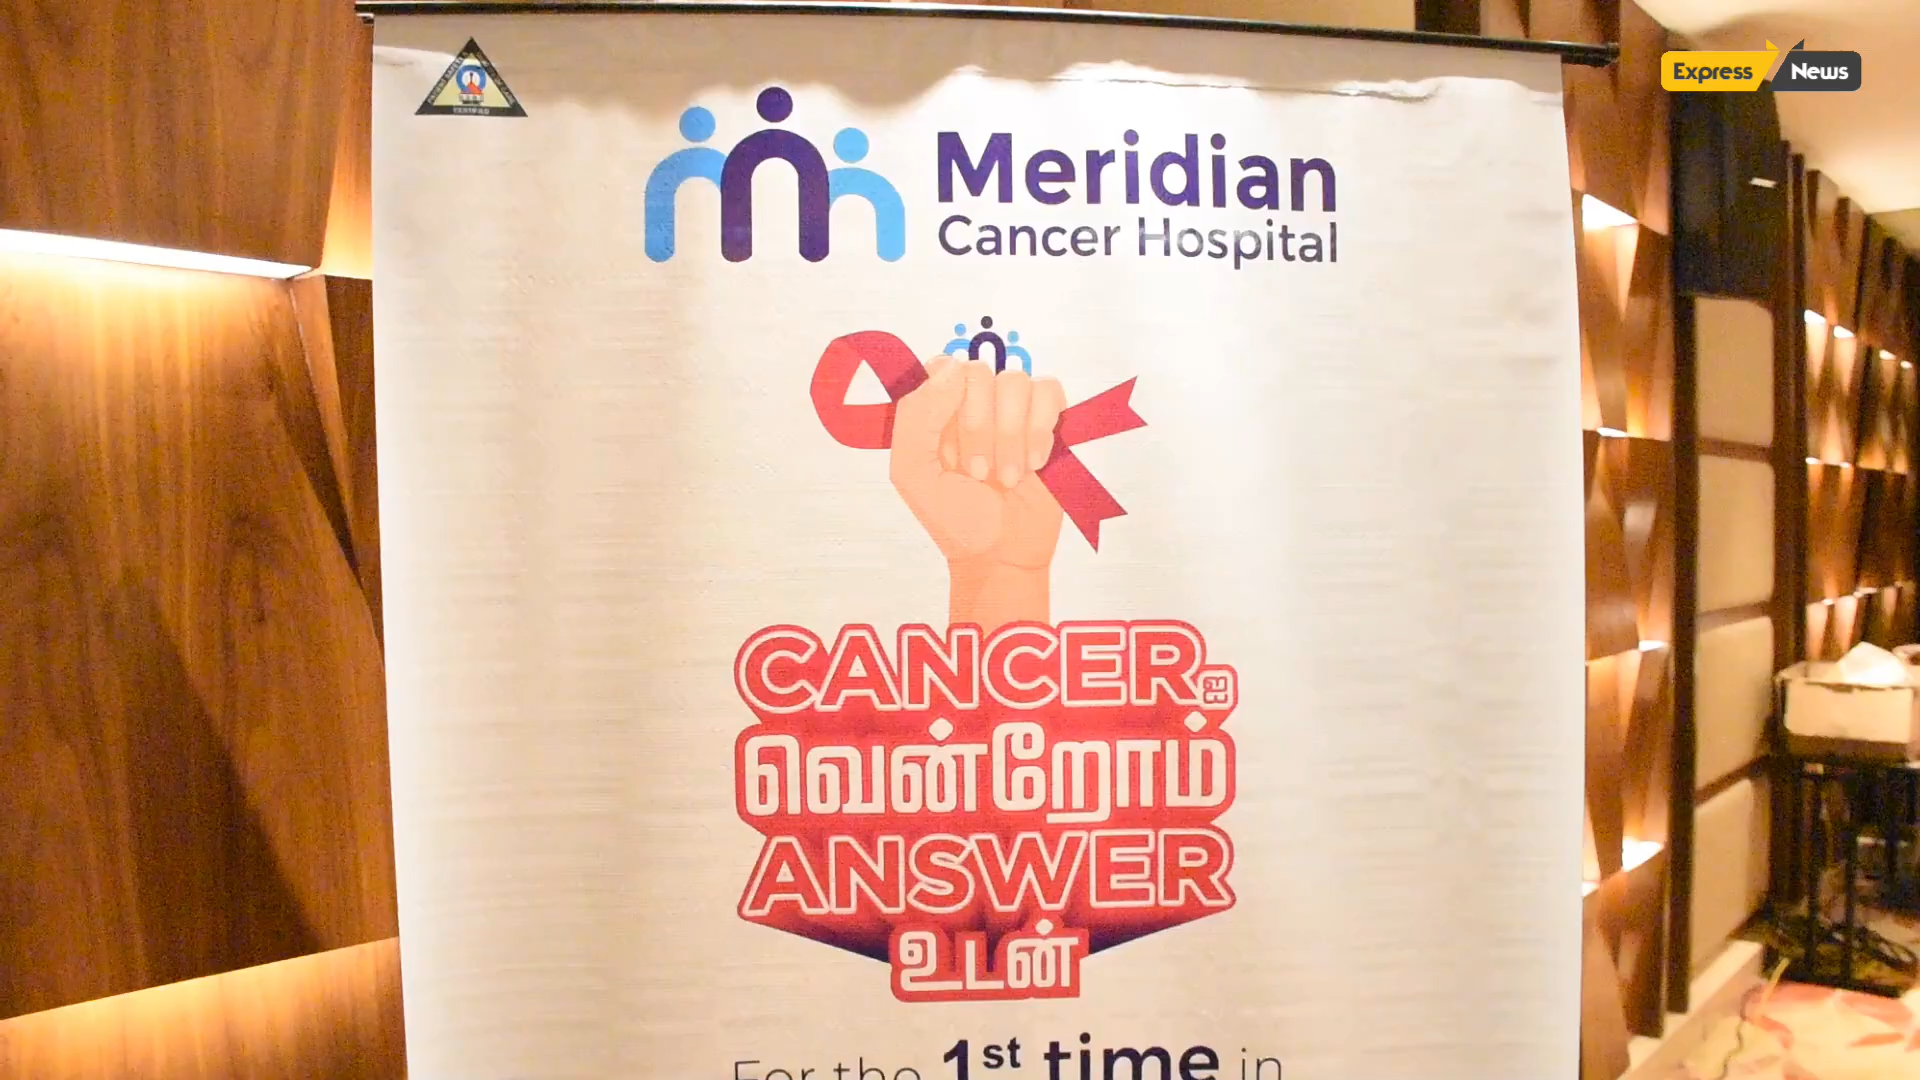 Express News
Meridian
Cancer Hospital
CANCERஐ
வென்றோம்
ANSWER
உடன்
For the 1st time in